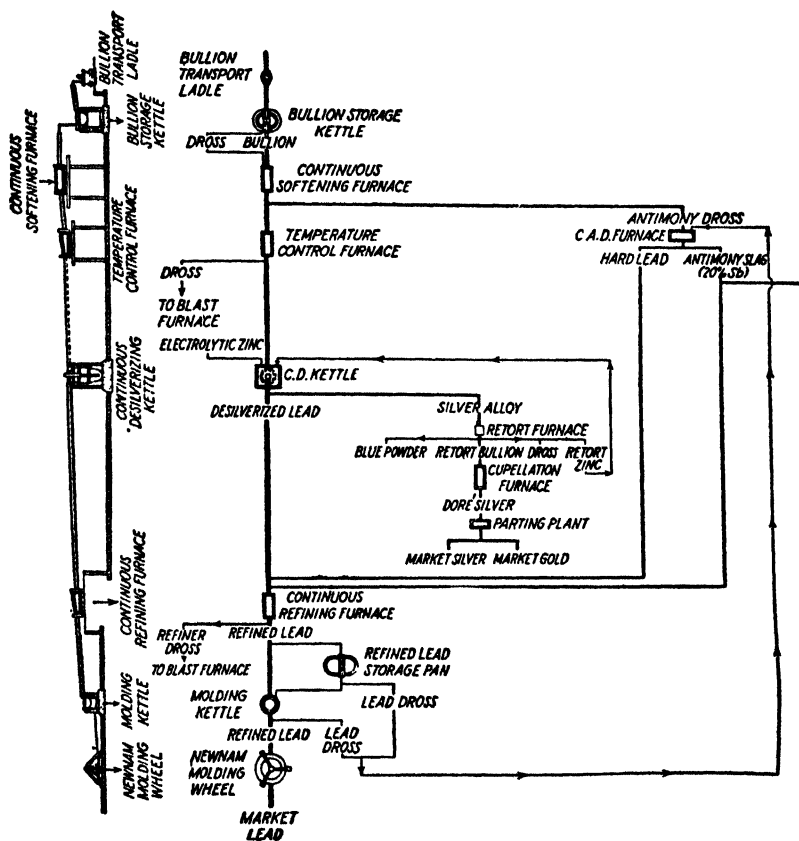 BULLION
TRANSPORT
LADLE
BULLION
STORAGE
KETTLE
CONTINUOUS
SOFTENING FURNACE
TEMPERATURE
CONTROL FURNACE
CONTINUOUS
DESILVERIZING
KETTLE
CONTINUOUS
REFINING FURNACE
MOLDING
KETTLE
NEWNAM
MOLDING
WHEEL
BULLION
TRANSPORT
LADLE
BULLION STORAGE
KETTLE
DROSS BULLION
CONTINUOUS
SOFTENING FURNACE
ANTIMONY DROSS
TEMPERATURE
CONTROL FURNACE
C.A.D. FURNACE
HARD LEAD
ANTIMONY SLAG
(20% Sb)
DROSS
TO BLAST
FURNACE
ELECTROLYTIC ZINC
C.D. KETTLE
DESILVERIZED LEAD
SILVER ALLOY
RETORT FURNACE
BLUE POWDER RETORT BULLION DROSS RETORT
ZINC
CUPELLATION
FURNACE
DORÉ SILVER
PARTING PLANT
MARKET SILVER MARKET GOLD
CONTINUOUS
REFINING FURNACE
REFINER
DROSS
REFINED LEAD
TO BLAST FURNACE
REFINED LEAD
STORAGE PAN
MOLDING
KETTLE
LEAD DROSS
REFINED LEAD
LEAD
DROSS
NEWNAM
MOLDING
WHEEL
MARKET
LEAD